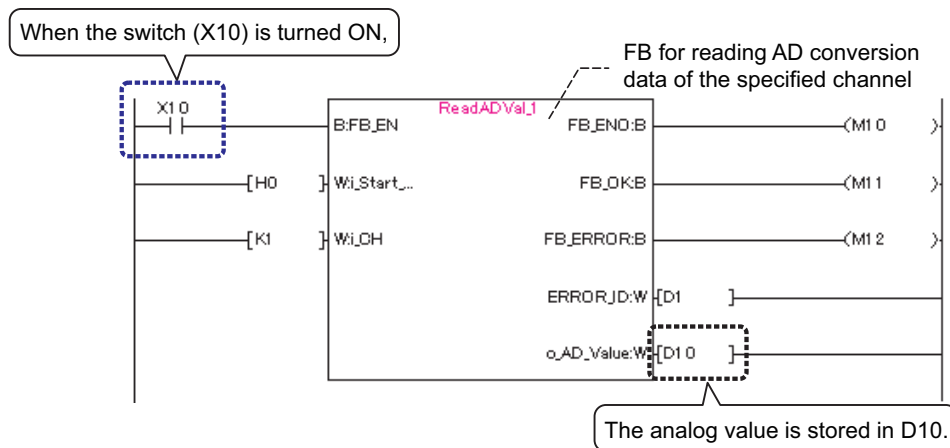 When the switch (X10) is turned ON,
FB for reading AD conversion
data of the specified channel
X10
ReadADVal_1
B:FB_EN
FB_ENO:B
M10
H0
W:i_Start_...
FB_OK:B
M11
K1
W:i_CH
FB_ERROR:B
M12
ERROR_ID:W
D1
o_AD_Value:W
D10
The analog value is stored in D10.